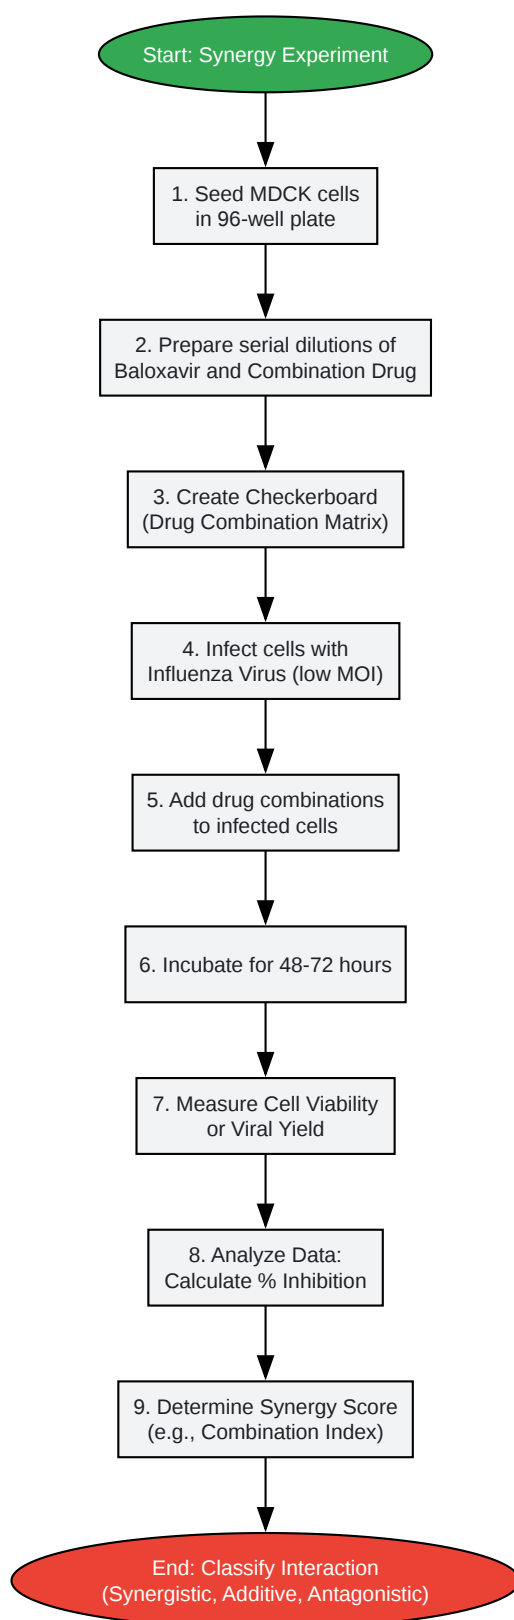 Start: Synergy Experiment
1. Seed MDCK cells
in 96-well plate
2. Prepare serial dilutions of
Baloxavir and Combination Drug
3. Create Checkerboard
(Drug Combination Matrix)
4. Infect cells with
Influenza Virus (low MOI)
5. Add drug combinations
to infected cells
6. Incubate for 48-72 hours
7. Measure Cell Viability
or Viral Yield
8. Analyze Data:
Calculate % Inhibition
9. Determine Synergy Score
(e.g., Combination Index)
End: Classify Interaction
(Synergistic, Additive, Antagonistic)